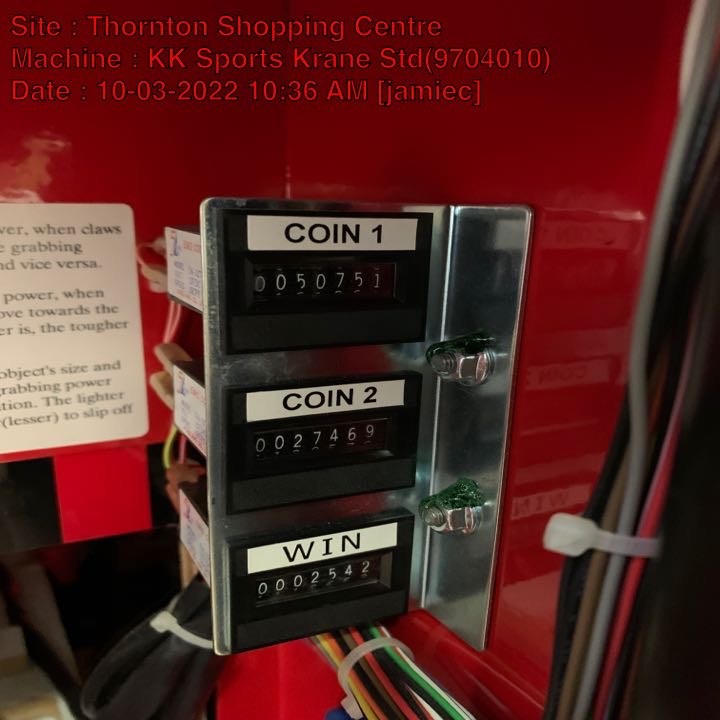 Site : Thornton Shopping Centre
Machine : KK Sports Krane Std(9704010)
Date : 10-03-2022 10:36 AM [jamiec]
ver, when claws
grabbing
nd vice versa.
power, when
ove towards the
er is, the tougher
object's size and
grabbing power
tion. The lighter
(lesser) to slip off
COIN 1
0050751
COIN 2
0027469
WIN
0002542